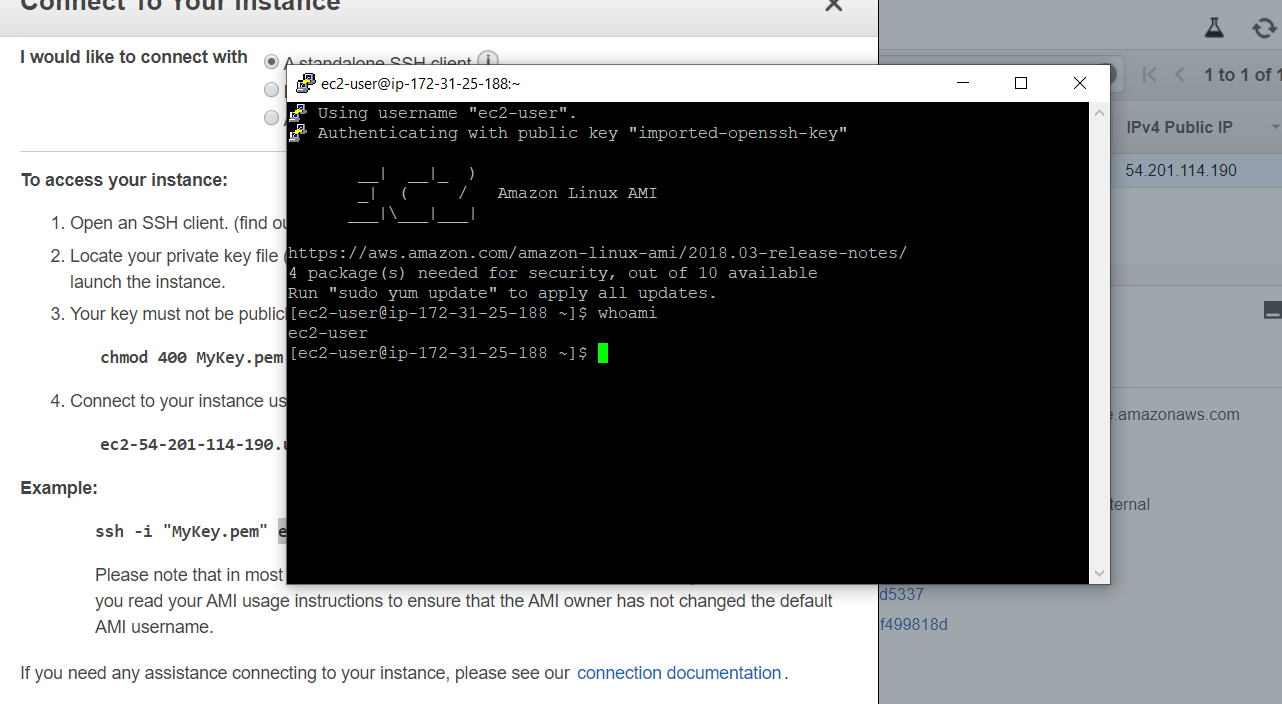 Connect To Your Instance
I would like to connect with
A standalone SSH client
To access your instance:
1. Open an SSH client. (find
2. Locate your private key file
launch the instance.
3. Your key must not be public
chmod 400 MyKey.pem
4. Connect to your instance
ec2-54-201-114-190.
Example:
ssh -i "MyKey.pem"
Please note that in most
you read your AMI usage instructions to ensure that the AMI owner has not changed the default
AMI username.
If you need any assistance connecting to your instance, please see our connection documentation.
ec2-user@ip-172-31-25-188:~
Using username "ec2-user".
Authenticating with public key "imported-openssh-key"
__| __|_ )
_| ( / Amazon Linux AMI
___|\___|___|
https://aws.amazon.com/amazon-linux-ami/2018.03-release-notes/
4 package(s) needed for security, out of 10 available
Run "sudo yum update" to apply all updates.
[ec2-user@ip-172-31-25-188 ~]$ whoami
ec2-user
[ec2-user@ip-172-31-25-188 ~]$
1 to 1 of 1
IPv4 Public IP
54.201.114.190
.amazonaws.com
ternal
d5337
f499818d